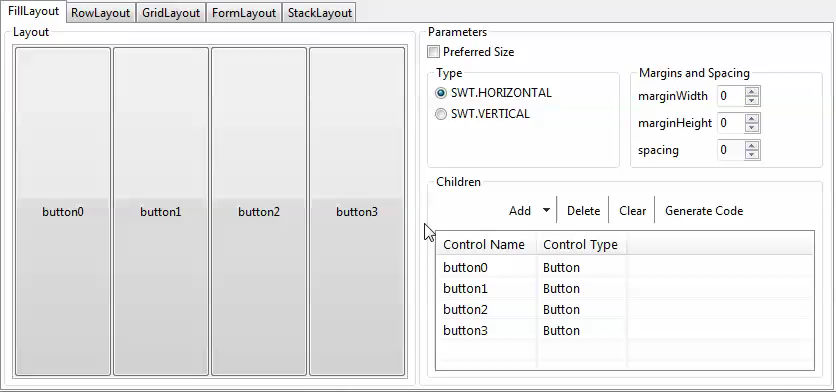 FillLayout RowLayout GridLayout FormLayout StackLayout
Layout
button0 button1 button2 button3
Parameters
Preferred Size
Type
SWT.HORIZONTAL
SWT.VERTICAL
Margins and Spacing
marginWidth 0
marginHeight 0
spacing 0
Children
Add Delete Clear Generate Code
Control Name Control Type
button0 Button
button1 Button
button2 Button
button3 Button